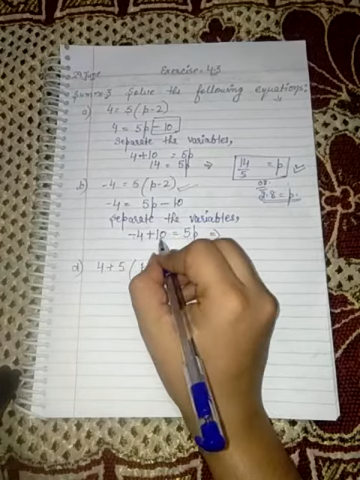 Exercise-4.3
Solve the following equations:
a) 4 = 5(p-2)
4 = 5p - 10
Separate the variables,
4+10 = 5p
14 = 5p ⇒ 14/5 = p
or
2.8 = p.
b) -4 = 5(p-2)
-4 = 5p - 10
Separate the variables,
-4+10 = 5p ⇒
d) 4+5(